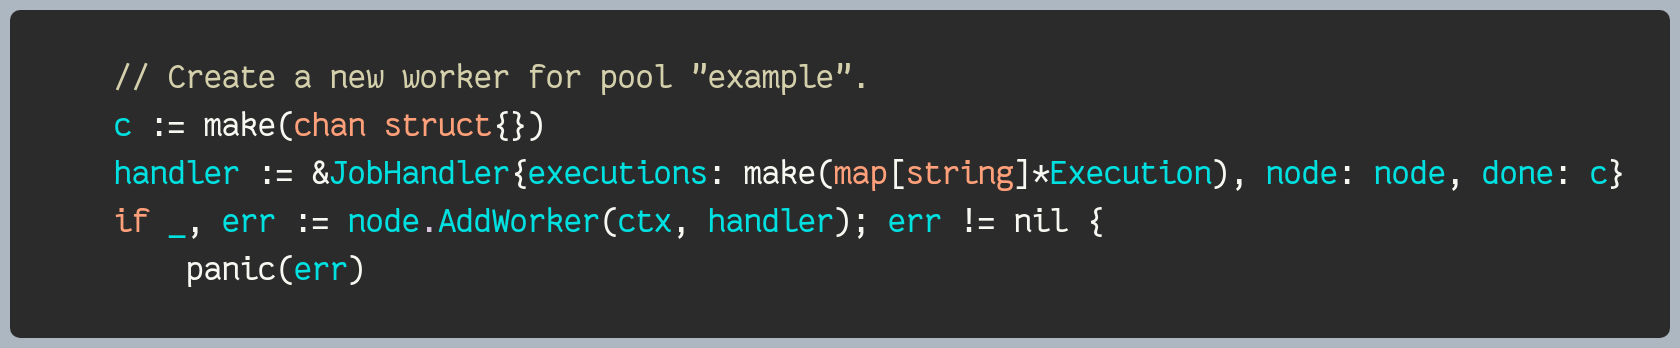 // Create a new worker for pool "example".
c := make(chan struct{})
handler := &JobHandler{executions: make(map[string]*Execution), node: node, done: c}
if _, err := node.AddWorker(ctx, handler); err != nil {
    panic(err)